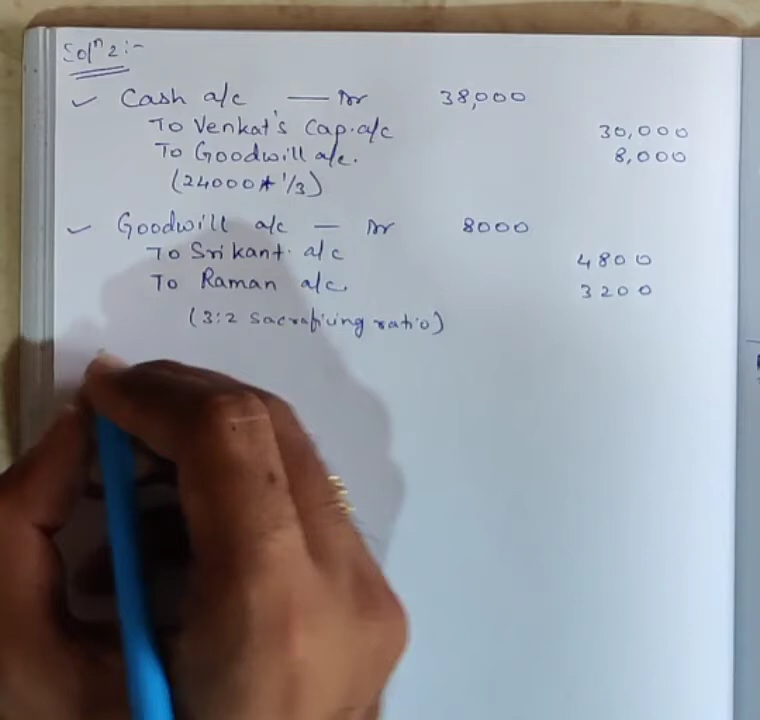 Solⁿ 2:-
✓ Cash a/c — Dr 38,000
To Venkat's Cap. a/c 30,000
To Goodwill a/c. 8,000
(24000 * 1/3)
✓ Goodwill a/c — Dr 8000
To Srikant. a/c 4800
To Raman a/c. 3200
(3:2 Sacrafising ratio)